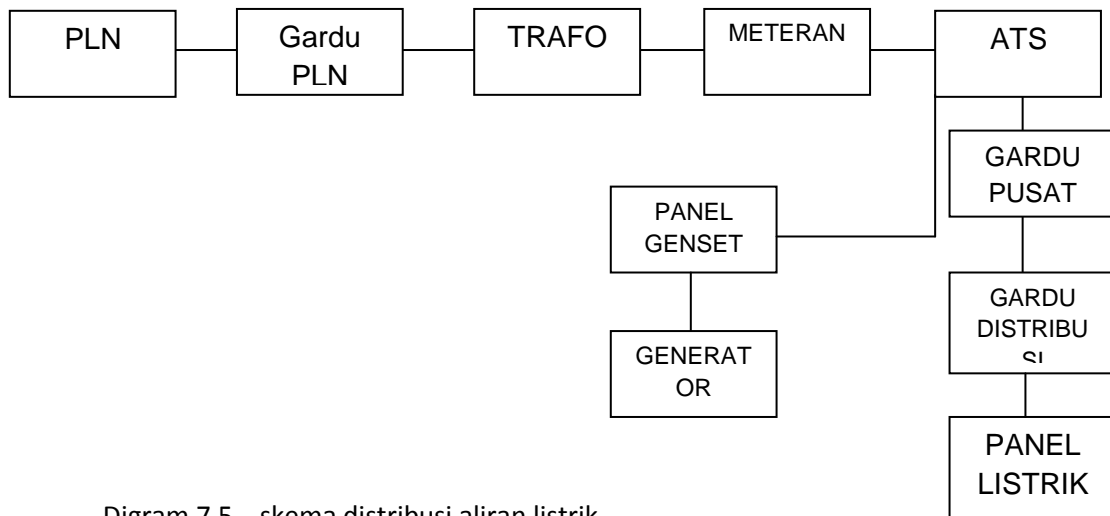 PLN
Gardu
PLN
TRAFO
METERAN
ATS
GARDU
PUSAT
PANEL
GENSET
GARDU
DISTRIBU
SI
GENERAT
OR
PANEL
LISTRIK
Digram 7.5 skema distribusi aliran listrik